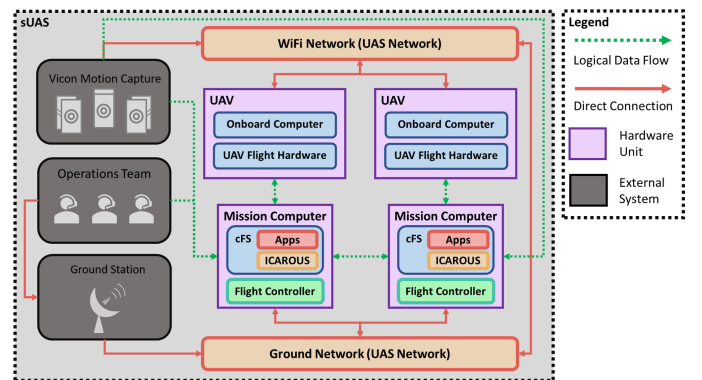 sUAS
WiFi Network (UAS Network)
Vicon Motion Capture
Operations Team
Ground Station
UAV
Onboard Computer
UAV Flight Hardware
UAV
Onboard Computer
UAV Flight Hardware
Mission Computer
cFS
Apps
ICAROUS
Flight Controller
Mission Computer
cFS
Apps
ICAROUS
Flight Controller
Ground Network (UAS Network)
Legend
Logical Data Flow
Direct Connection
Hardware
Unit
External
System